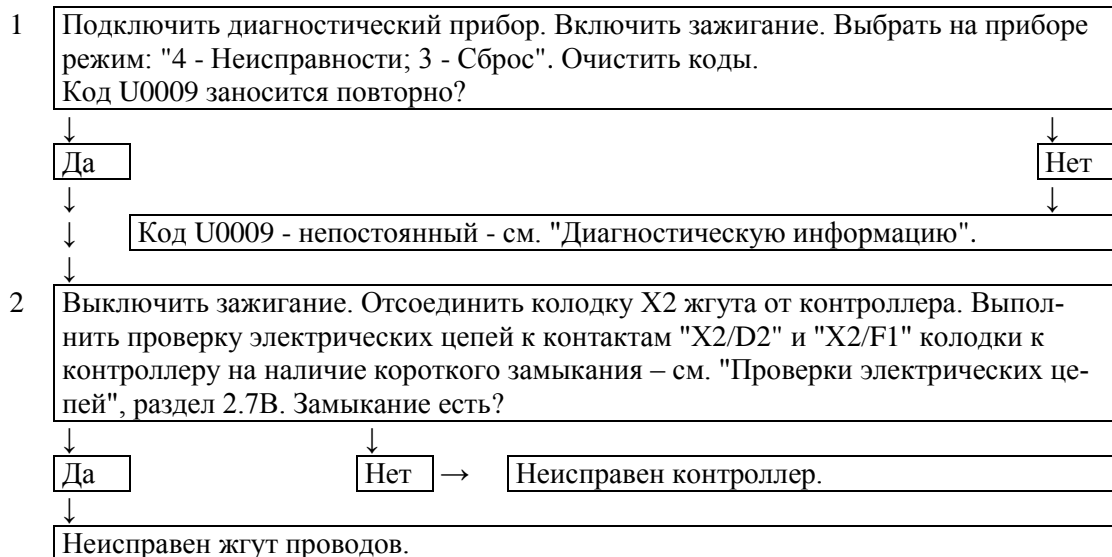 1 Подключить диагностический прибор. Включить зажигание. Выбрать на приборе
режим: "4 - Неисправности; 3 - Сброс". Очистить коды.
Код U0009 заносится повторно?
↓ ↓
Да Нет
↓ ↓
↓ Код U0009 - непостоянный - см. "Диагностическую информацию".
↓
2 Выключить зажигание. Отсоединить колодку X2 жгута от контроллера. Выпол-
нить проверку электрических цепей к контактам "X2/D2" и "X2/F1" колодки к
контроллеру на наличие короткого замыкания – см. "Проверки электрических це-
пей", раздел 2.7В. Замыкание есть?
↓ ↓
Да Нет → Неисправен контроллер.
↓
Неисправен жгут проводов.